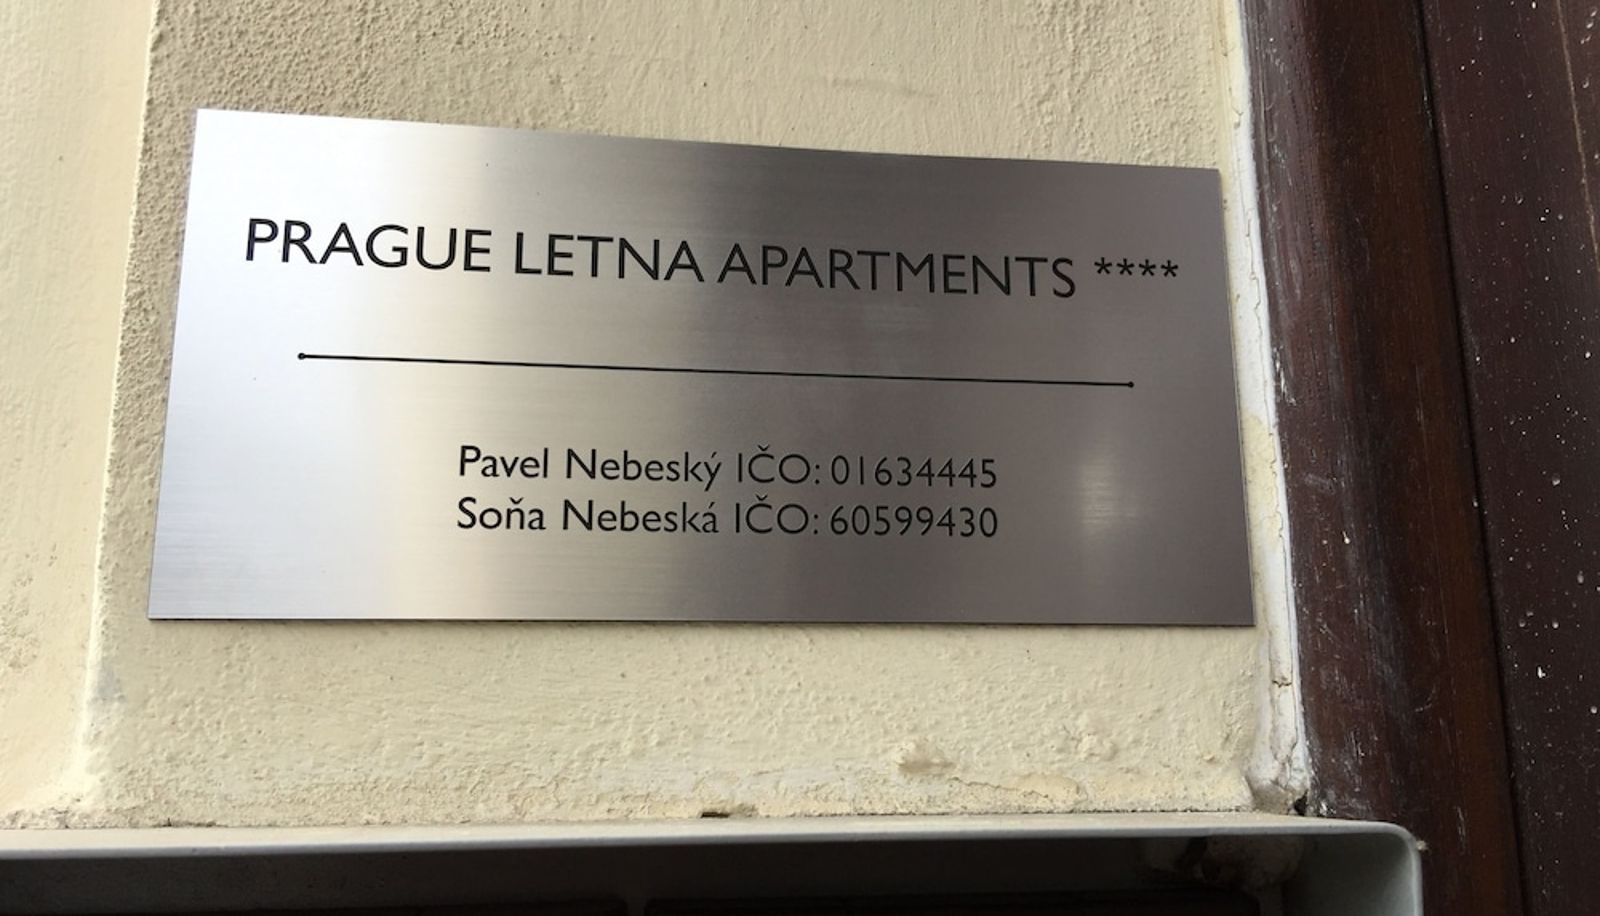 PRAGUE LETNA APARTMENTS ****
Pavel Nebeský IČO: 01634445
Soňa Nebeská IČO: 60599430